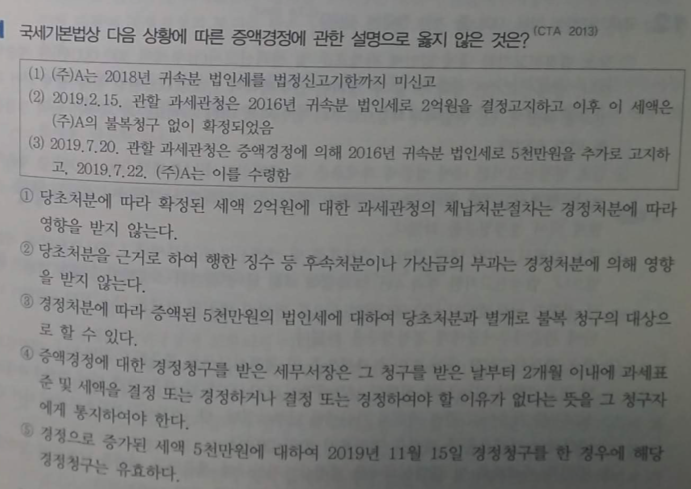 국세기본법상 다음 상황에 따른 증액경정에 관한 설명으로 옳지 않은 것은? (CTA 2013)
(1) (주)A는 2018년 귀속분 법인세를 법정신고기한까지 미신고
(2) 2019.2.15. 관할 과세관청은 2016년 귀속분 법인세로 2억원을 결정고지하고 이후 이 세액은
(주)A의 불복청구 없이 확정되었음
(3) 2019.7.20. 관할 과세관청은 증액경정에 의해 2016년 귀속분 법인세로 5천만원을 추가로 고지하
고, 2019.7.22. (주)A는 이를 수령함
① 당초처분에 따라 확정된 세액 2억원에 대한 과세관청의 체납처분절차는 경정처분에 따라
영향을 받지 않는다.
② 당초처분을 근거로 하여 행한 징수 등 후속처분이나 가산금의 부과는 경정처분에 의해 영향
을 받지 않는다.
③ 경정처분에 따라 증액된 5천만원의 법인세에 대하여 당초처분과 별개로 불복 청구의 대상으
로 할 수 있다.
④ 증액경정에 대한 경정청구를 받은 세무서장은 그 청구를 받은 날부터 2개월 이내에 과세표
준 및 세액을 결정 또는 경정하거나 결정 또는 경정하여야 할 이유가 없다는 뜻을 그 청구자
에게 통지하여야 한다.
⑤ 경정으로 증가된 세액 5천만원에 대하여 2019년 11월 15일 경정청구를 한 경우에 해당
경정청구는 유효하다.